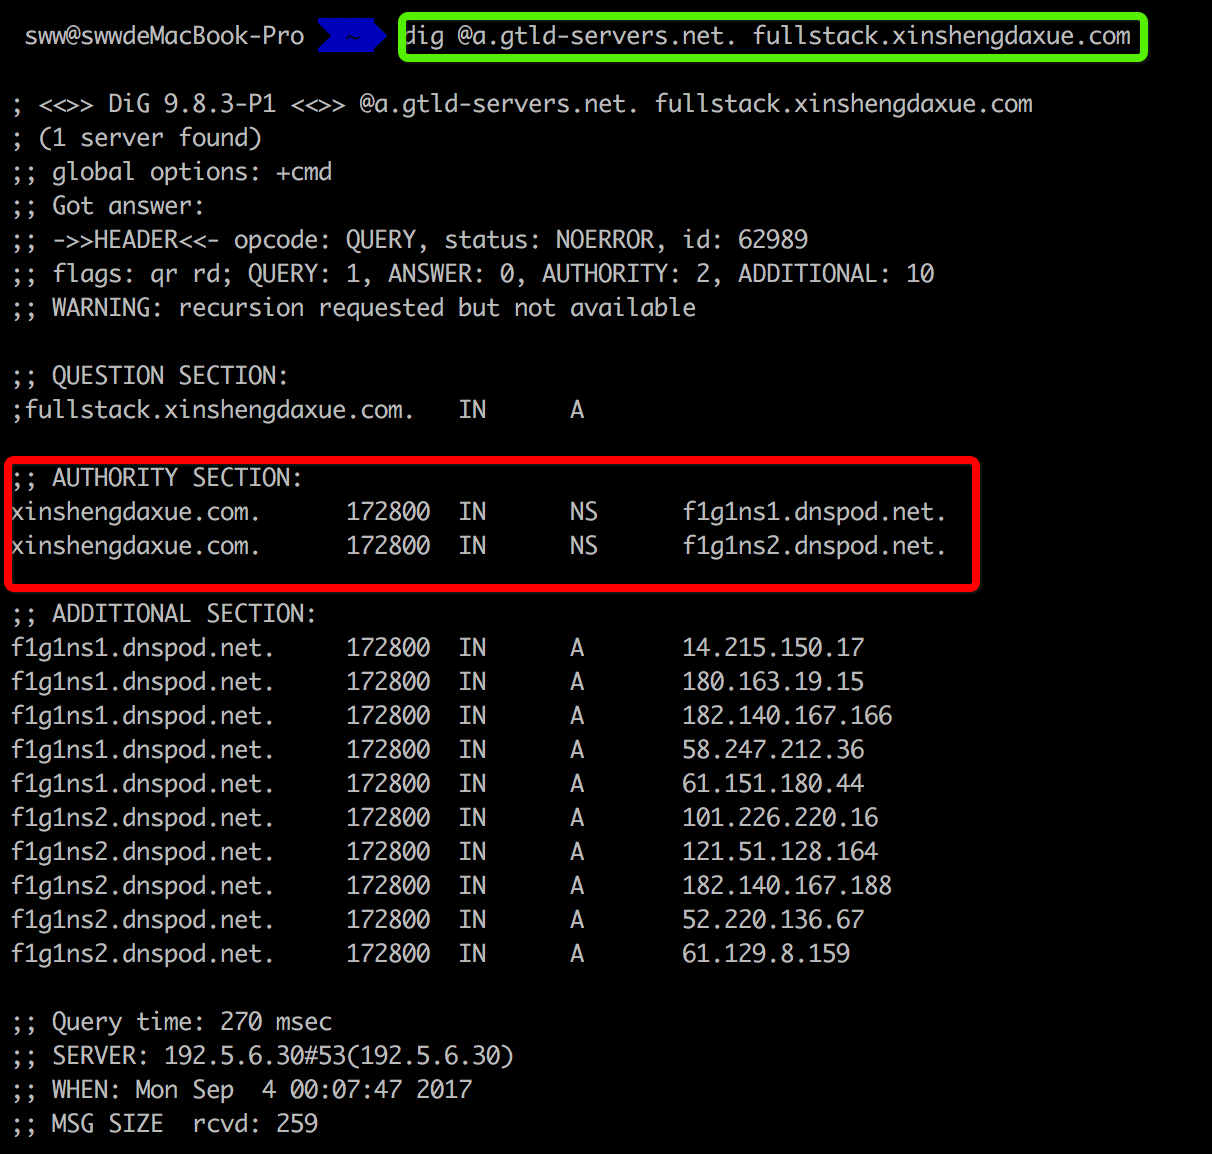 sww@swwdeMacBook-Pro ~ dig @a.gtld-servers.net. fullstack.xinshengdaxue.com
; <<>> DiG 9.8.3-P1 <<>> @a.gtld-servers.net. fullstack.xinshengdaxue.com
; (1 server found)
;; global options: +cmd
;; Got answer:
;; ->>HEADER<<- opcode: QUERY, status: NOERROR, id: 62989
;; flags: qr rd; QUERY: 1, ANSWER: 0, AUTHORITY: 2, ADDITIONAL: 10
;; WARNING: recursion requested but not available
;; QUESTION SECTION:
;fullstack.xinshengdaxue.com. IN A
;; AUTHORITY SECTION:
xinshengdaxue.com. 172800 IN NS f1g1ns1.dnspod.net.
xinshengdaxue.com. 172800 IN NS f1g1ns2.dnspod.net.
;; ADDITIONAL SECTION:
f1g1ns1.dnspod.net. 172800 IN A 14.215.150.17
f1g1ns1.dnspod.net. 172800 IN A 180.163.19.15
f1g1ns1.dnspod.net. 172800 IN A 182.140.167.166
f1g1ns1.dnspod.net. 172800 IN A 58.247.212.36
f1g1ns1.dnspod.net. 172800 IN A 61.151.180.44
f1g1ns2.dnspod.net. 172800 IN A 101.226.220.16
f1g1ns2.dnspod.net. 172800 IN A 121.51.128.164
f1g1ns2.dnspod.net. 172800 IN A 182.140.167.188
f1g1ns2.dnspod.net. 172800 IN A 52.220.136.67
f1g1ns2.dnspod.net. 172800 IN A 61.129.8.159
;; Query time: 270 msec
;; SERVER: 192.5.6.30#53(192.5.6.30)
;; WHEN: Mon Sep  4 00:07:47 2017
;; MSG SIZE  rcvd: 259